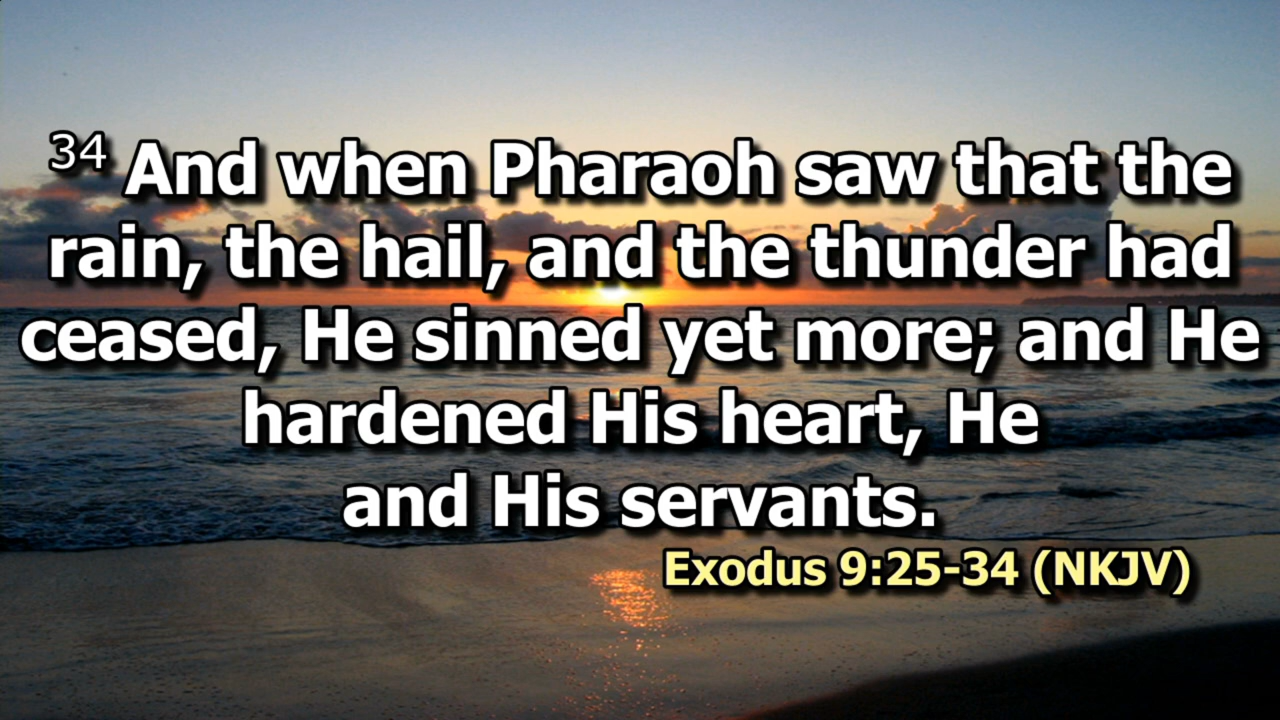 34 And when Pharaoh saw that the
rain, the hail, and the thunder had
ceased, He sinned yet more; and He
hardened His heart, He
and His servants.
Exodus 9:25-34 (NKJV)